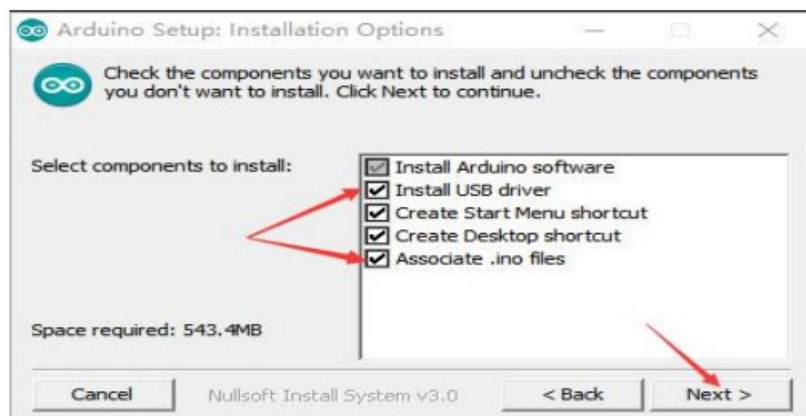 Arduino Setup: Installation Options
Check the components you want to install and uncheck the components
you don't want to install. Click Next to continue.
Select components to install:
Install Arduino software
Install USB driver
Create Start Menu shortcut
Create Desktop shortcut
Associate .ino files
Space required: 543.4MB
Cancel
Nullsoft Install System v3.0
< Back
Next >